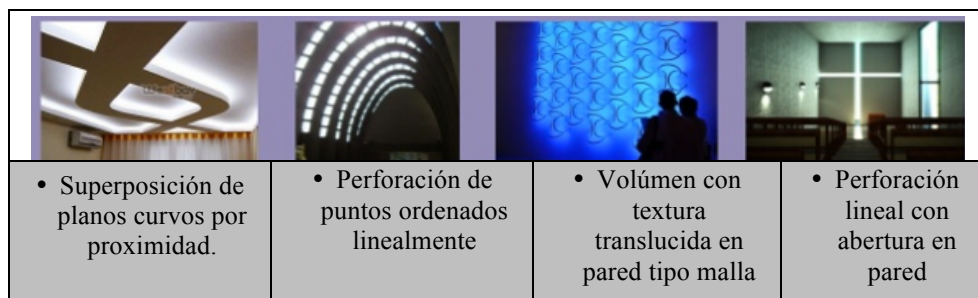 • Superposición de
planos curvos por
proximidad.
• Perforación de
puntos ordenados
linealmente
• Volúmen con
textura
translucida en
pared tipo malla
• Perforación
lineal con
abertura en
pared